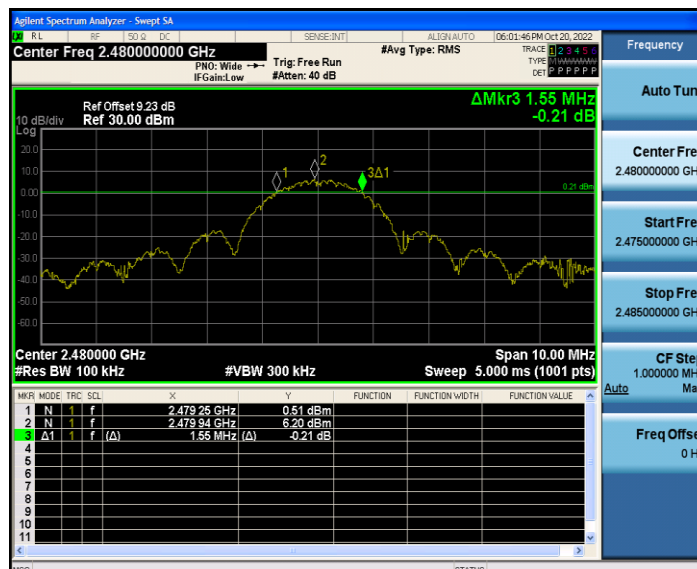 Agilent Spectrum Analyzer - Swept SA
RL RF 50 Ω DC SENSE:INT ALIGN AUTO 06:01:46 PM Oct 20, 2022
Center Freq 2.480000000 GHz #Avg Type: RMS TRACE 1 2 3 4 5 6
PNO: Wide Trig: Free Run TYPE M
IFGain:Low #Atten: 40 dB DET P P P P P P
Frequency
Auto Tun
Ref Offset 9.23 dB ΔMkr3 1.55 MHz
10 dB/div Ref 30.00 dBm -0.21 dB
Log
20.0
10.0
0.00
-10.0
-20.0
-30.0
-40.0
-50.0
-60.0
1
2
3Δ1
0.21 dBm
Center Fre
2.480000000 GH
Start Fre
2.475000000 GH
Stop Fre
2.485000000 GH
Center 2.480000 GHz Span 10.00 MHz
#Res BW 100 kHz #VBW 300 kHz Sweep 5.000 ms (1001 pts)
CF Ste
1.000000 MH
Auto Ma
Freq Offse
0 H
MKR MODE TRC SCL X Y FUNCTION FUNCTION WIDTH FUNCTION VALUE
1 N 1 f 2.479 25 GHz 0.51 dBm
2 N 1 f 2.479 94 GHz 6.20 dBm
3 Δ1 1 f (Δ) 1.55 MHz (Δ) -0.21 dB
4
5
6
7
8
9
10
11